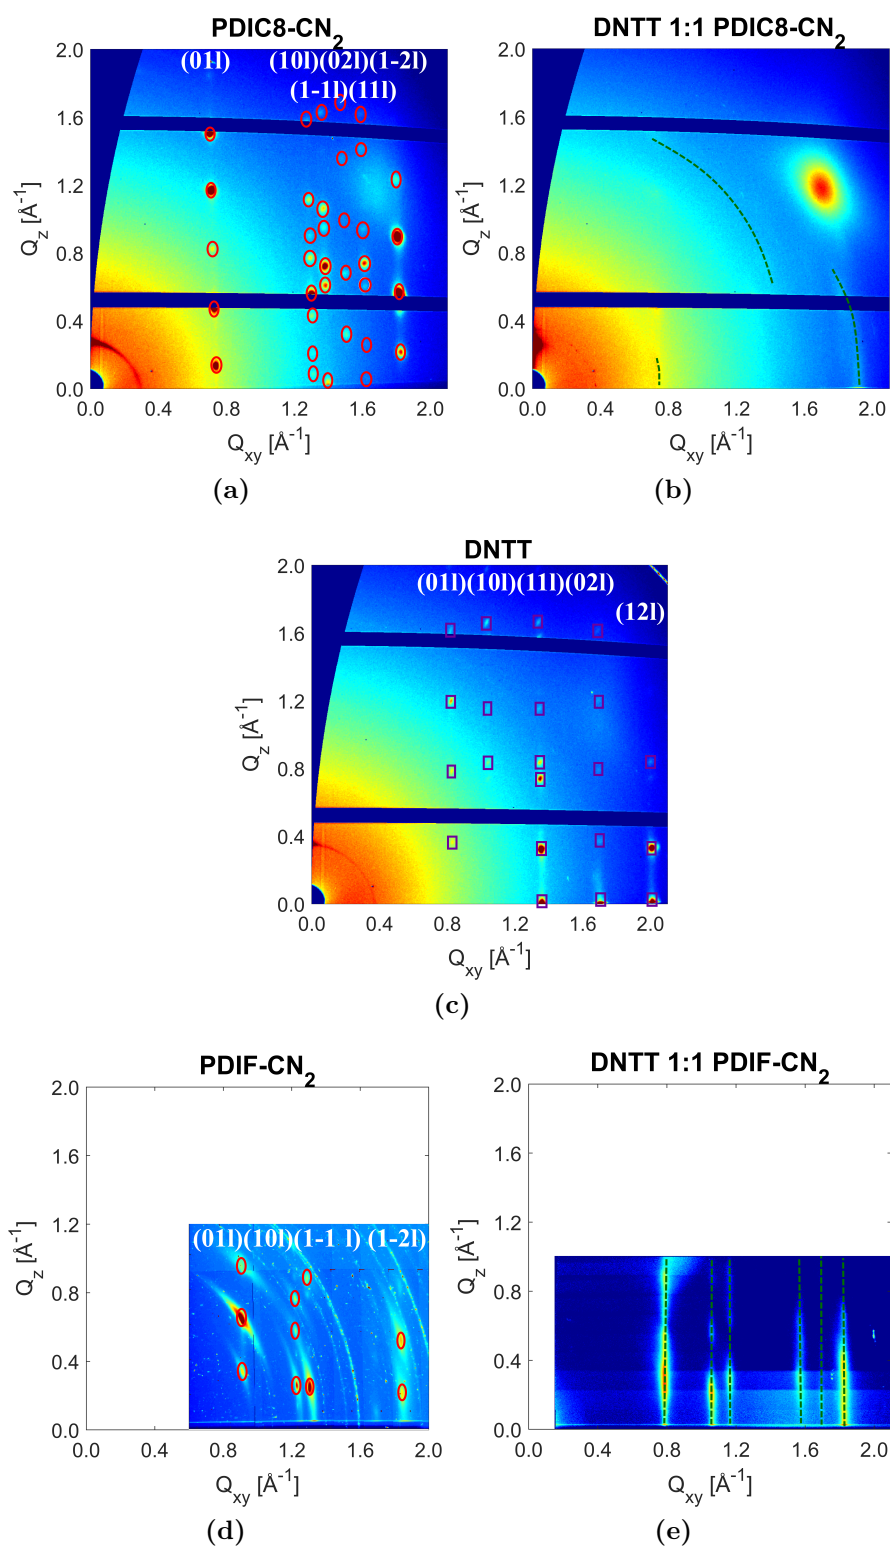 PDIC8-CN2
DNTT 1:1 PDIC8-CN2
(01l) (10l)(02l)(1-2l)
(1-1l)(11l)
2.0
1.6
1.2
0.8
0.4
0.0
Qz [Å-1]
0.0 0.4 0.8 1.2 1.6 2.0
Qxy [Å-1]
(a)
2.0
1.6
1.2
0.8
0.4
0.0
Qz [Å-1]
0.0 0.4 0.8 1.2 1.6 2.0
Qxy [Å-1]
(b)
DNTT
(01l)(10l)(11l)(02l)
(12l)
2.0
1.6
1.2
0.8
0.4
0.0
Qz [Å-1]
0.0 0.4 0.8 1.2 1.6 2.0
Qxy [Å-1]
(c)
PDIF-CN2
2.0
1.6
1.2
0.8
0.4
0.0
Qz [Å-1]
(01l)(10l)(1-1 l) (1-2l)
0.0 0.4 0.8 1.2 1.6 2.0
Qxy [Å-1]
(d)
DNTT 1:1 PDIF-CN2
2.0
1.6
1.2
0.8
0.4
0.0
Qz [Å-1]
0.0 0.4 0.8 1.2 1.6 2.0
Qxy [Å-1]
(e)